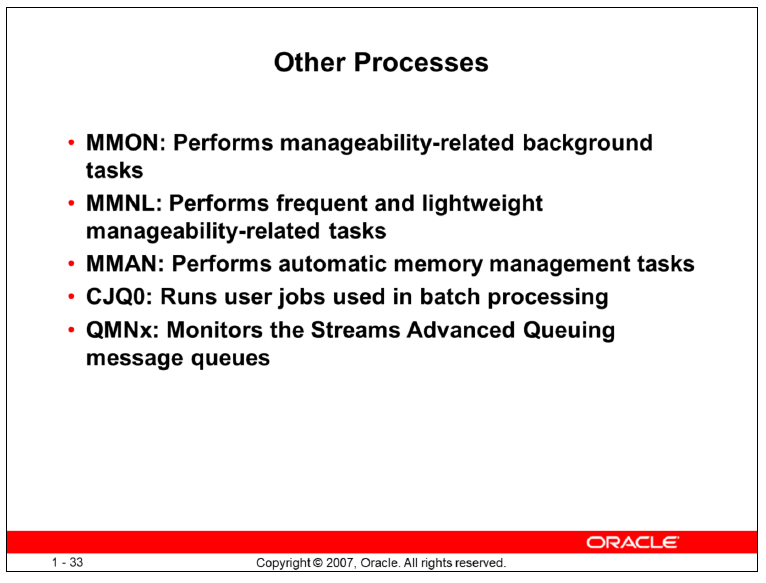 Other Processes
• MMON: Performs manageability-related background
tasks
• MMNL: Performs frequent and lightweight
manageability-related tasks
• MMAN: Performs automatic memory management tasks
• CJQ0: Runs user jobs used in batch processing
• QMNx: Monitors the Streams Advanced Queuing
message queues
ORACLE
1 - 33
Copyright © 2007, Oracle. All rights reserved.